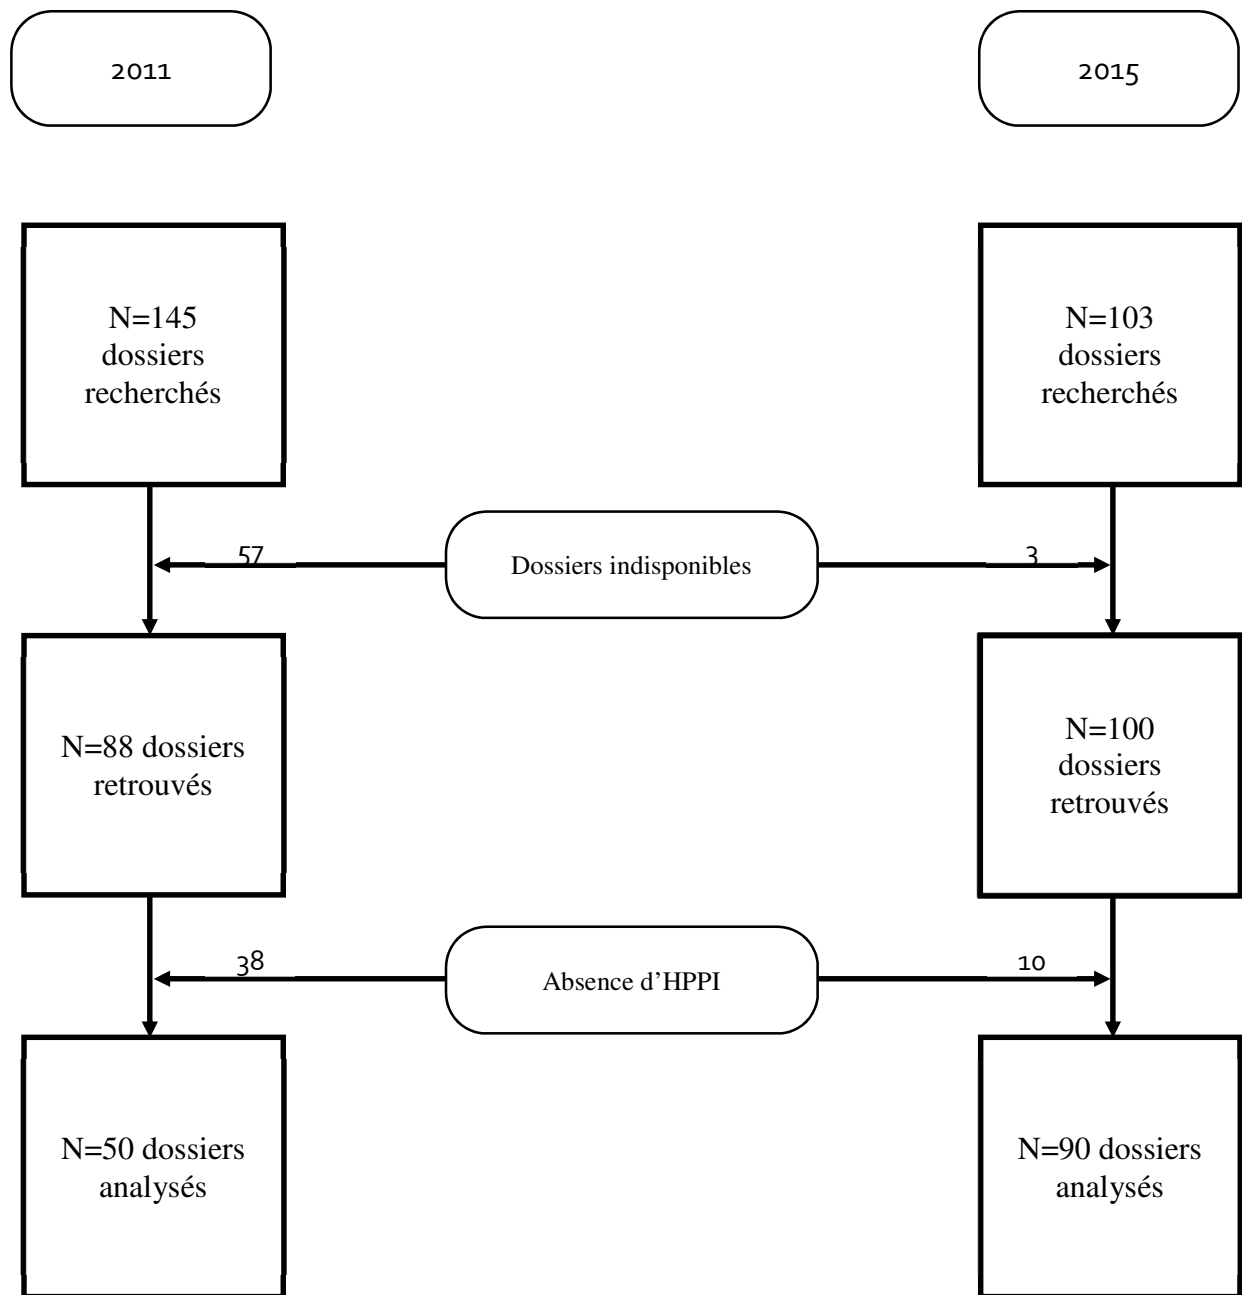 2011
2015
N=145
dossiers
recherchés
N=103
dossiers
recherchés
57
Dossiers indisponibles
3
N=88 dossiers
retrouvés
N=100
dossiers
retrouvés
38
Absence d’HPPI
10
N=50 dossiers
analysés
N=90 dossiers
analysés